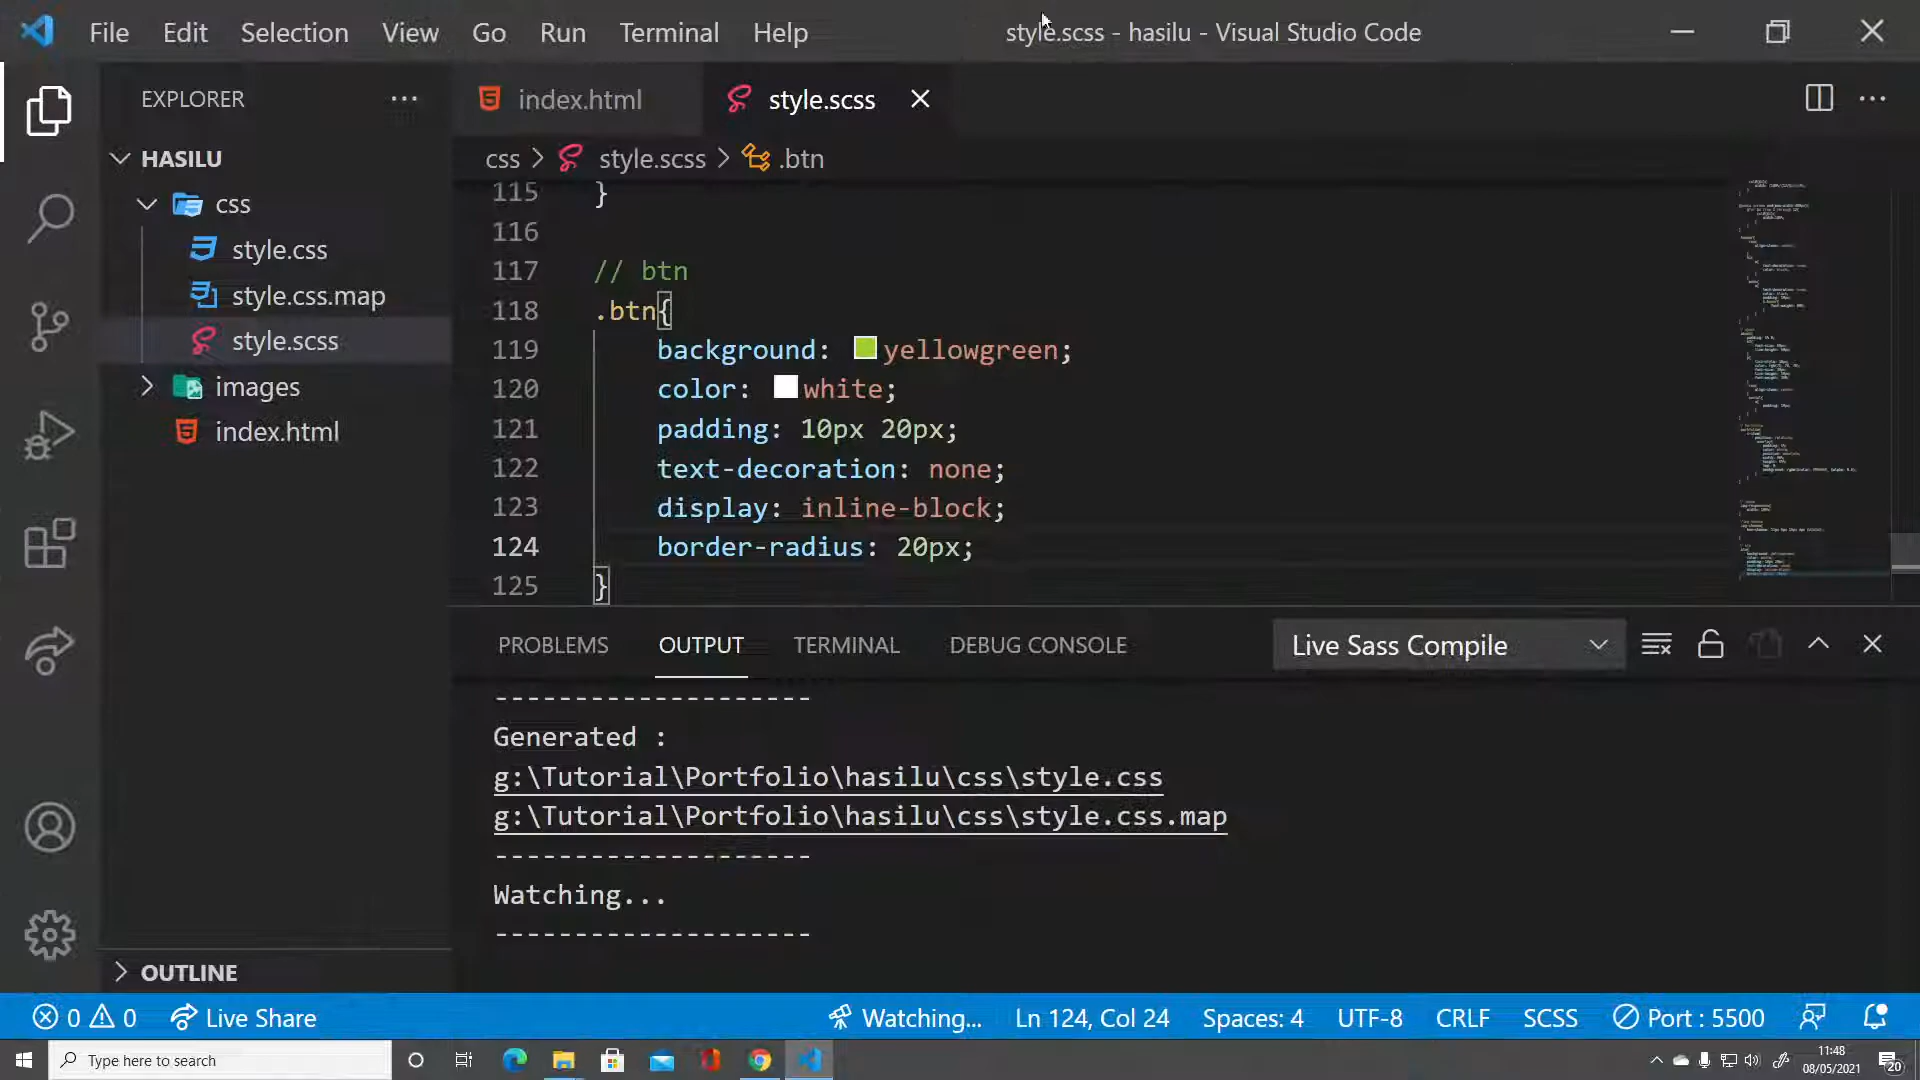 File Edit Selection View Go Run Terminal Help style.scss - hasilu - Visual Studio Code
EXPLORER
index.html
style.scss
HASILU
css
style.css
style.css.map
style.scss
images
index.html
OUTLINE
css > style.scss > .btn
115 }
116
117 // btn
118 .btn{
119 background: yellowgreen;
120 color: white;
121 padding: 10px 20px;
122 text-decoration: none;
123 display: inline-block;
124 border-radius: 20px;
125 }
PROBLEMS OUTPUT TERMINAL DEBUG CONSOLE Live Sass Compile
--------------------
Generated :
g:\Tutorial\Portfolio\hasilu\css\style.css
g:\Tutorial\Portfolio\hasilu\css\style.css.map
--------------------
Watching...
--------------------
0 0 Live Share Watching... Ln 124, Col 24 Spaces: 4 UTF-8 CRLF SCSS Port : 5500
Type here to search
11:48
08/05/2021
20